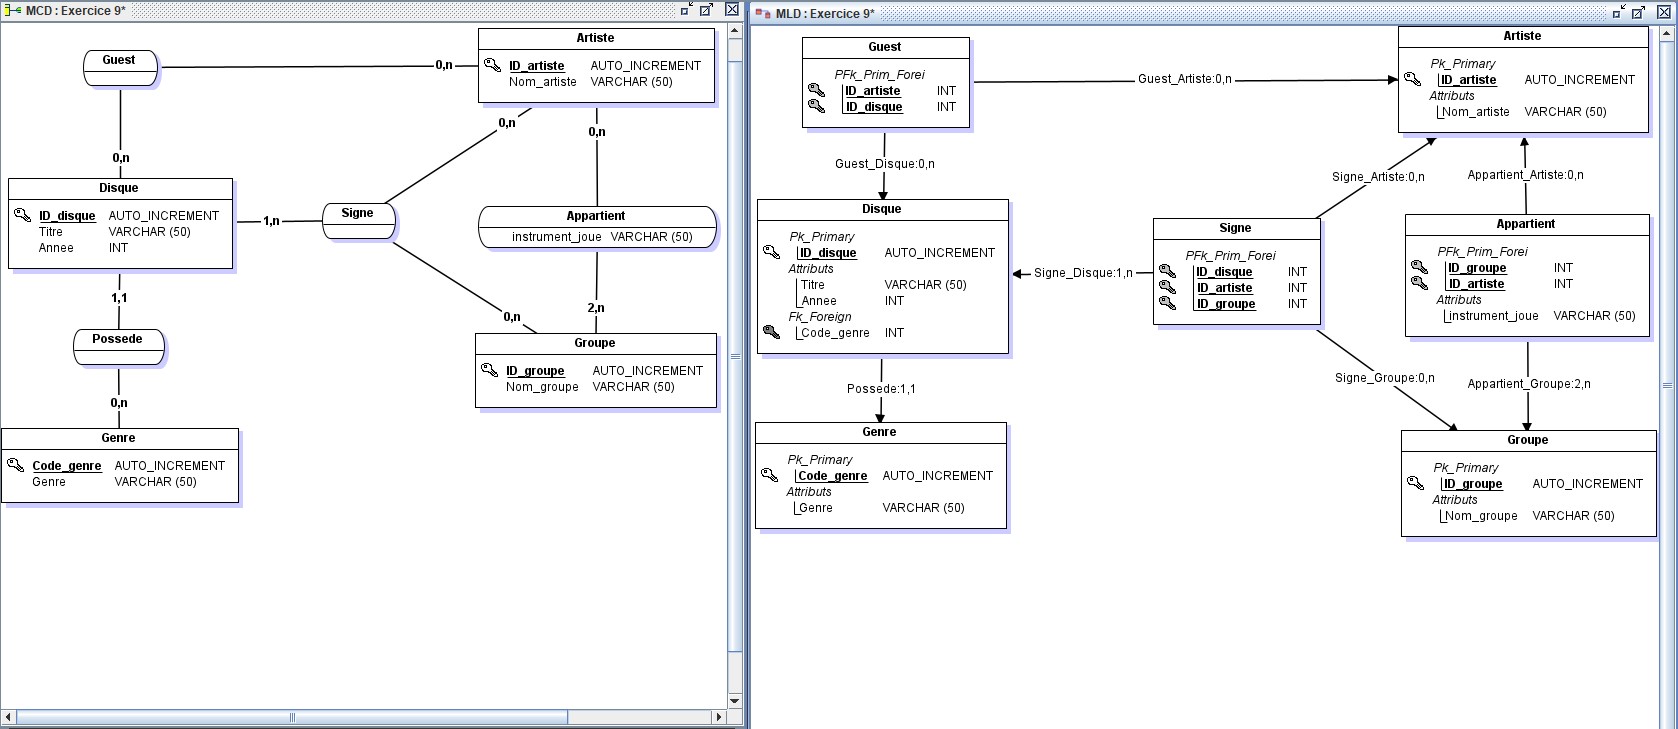 MCD : Exercice 9*
Guest
0,n
Artiste
ID_artiste AUTO_INCREMENT
Nom_artiste VARCHAR (50)
0,n
0,n
0,n
Disque
ID_disque AUTO_INCREMENT
Titre VARCHAR (50)
Annee INT
1,n
Signe
Appartient
instrument_joue VARCHAR (50)
1,1
0,n
2,n
Possede
Groupe
ID_groupe AUTO_INCREMENT
Nom_groupe VARCHAR (50)
0,n
Genre
Code_genre AUTO_INCREMENT
Genre VARCHAR (50)
MLD : Exercice 9*
Guest
PFk_Prim_Forei
ID_artiste INT
ID_disque INT
Guest_Artiste:0,n
Artiste
Pk_Primary
ID_artiste AUTO_INCREMENT
Attributs
Nom_artiste VARCHAR (50)
Guest_Disque:0,n
Signe_Artiste:0,n
Appartient_Artiste:0,n
Disque
Pk_Primary
ID_disque AUTO_INCREMENT
Attributs
Titre VARCHAR (50)
Annee INT
Fk_Foreign
Code_genre INT
Signe_Disque:1,n
Signe
PFk_Prim_Forei
ID_disque INT
ID_artiste INT
ID_groupe INT
Appartient
PFk_Prim_Forei
ID_groupe INT
ID_artiste INT
Attributs
instrument_joue VARCHAR (50)
Possede:1,1
Signe_Groupe:0,n
Appartient_Groupe:2,n
Genre
Pk_Primary
Code_genre AUTO_INCREMENT
Attributs
Genre VARCHAR (50)
Groupe
Pk_Primary
ID_groupe AUTO_INCREMENT
Attributs
Nom_groupe VARCHAR (50)